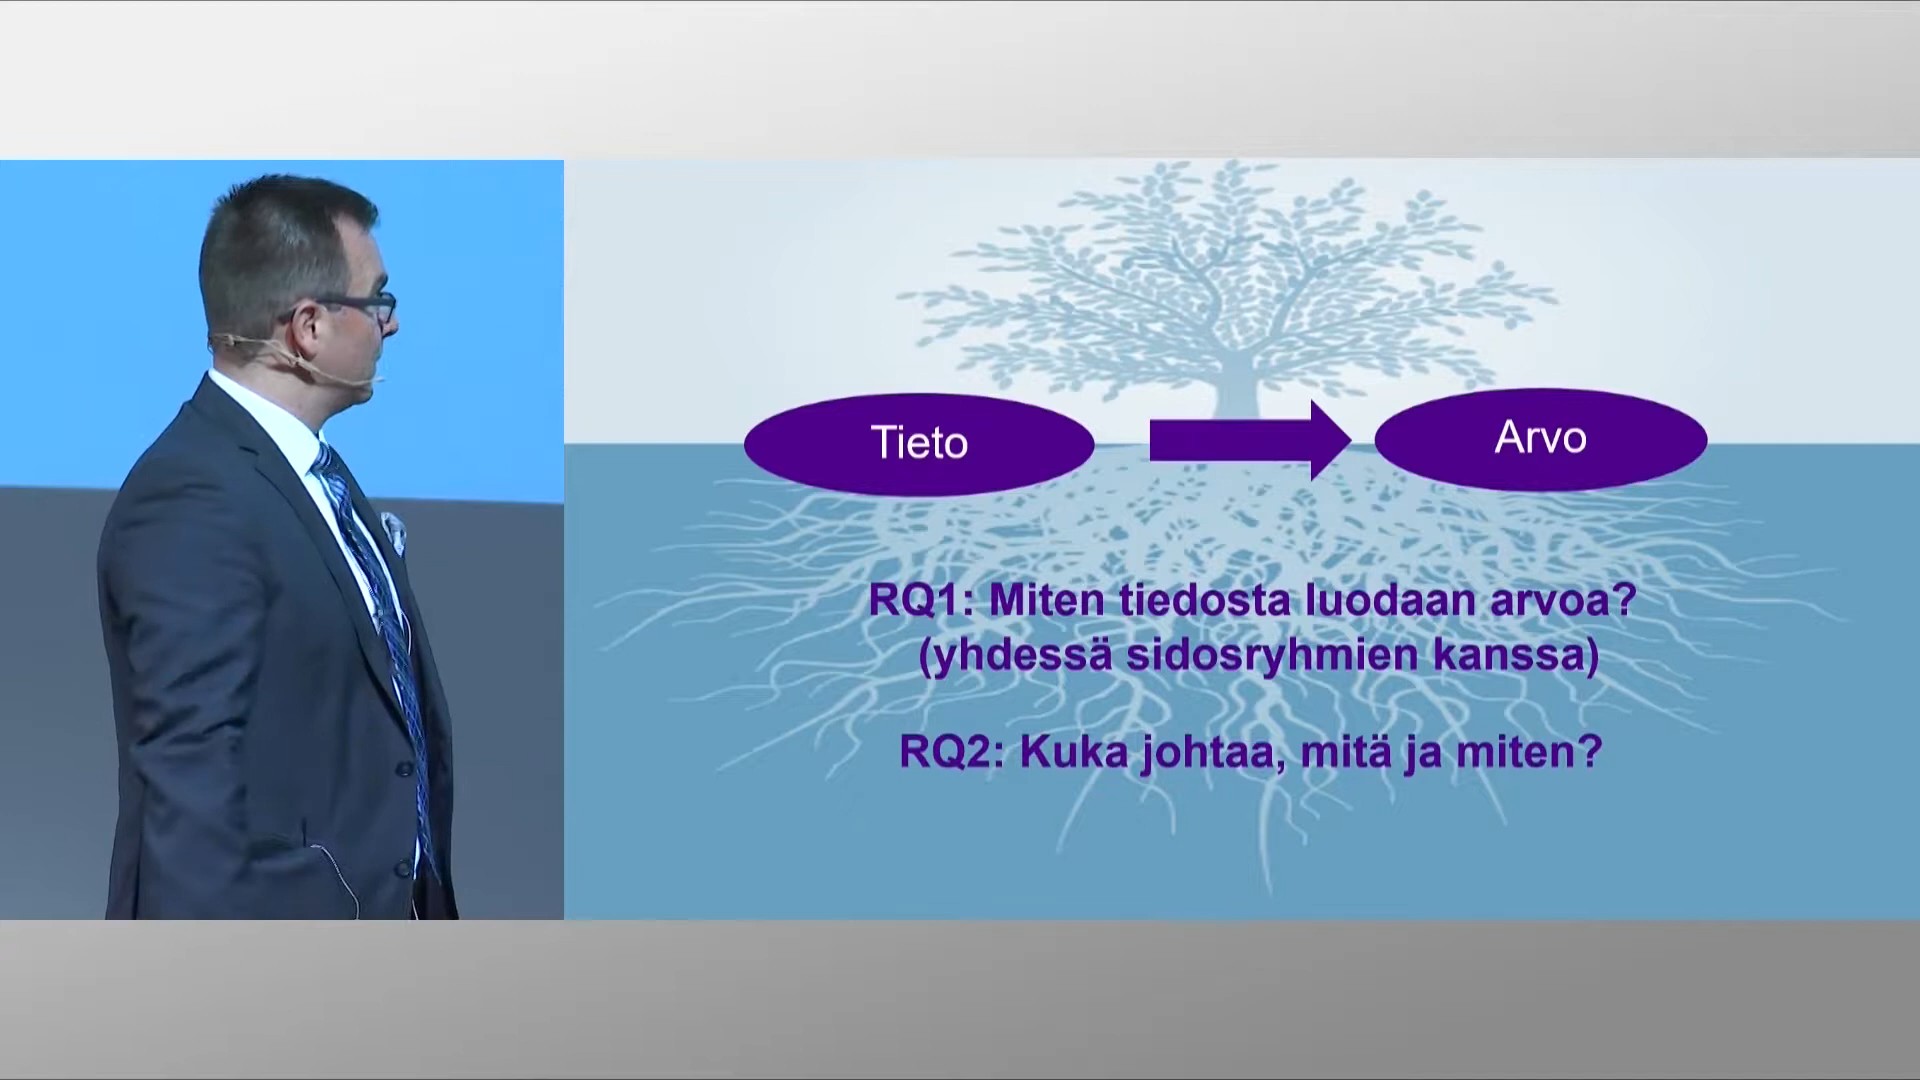 Tieto
Arvo
RQ1: Miten tiedosta luodaan arvoa?
(yhdessä sidosryhmien kanssa)
RQ2: Kuka johtaa, mitä ja miten?